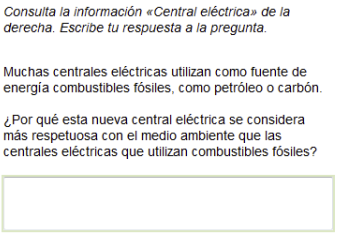 Consulta la información «Central eléctrica» de la
derecha. Escribe tu respuesta a la pregunta.
Muchas centrales eléctricas utilizan como fuente de
energía combustibles fósiles, como petróleo o carbón.
¿Por qué esta nueva central eléctrica se considera
más respetuosa con el medio ambiente que las
centrales eléctricas que utilizan combustibles fósiles?